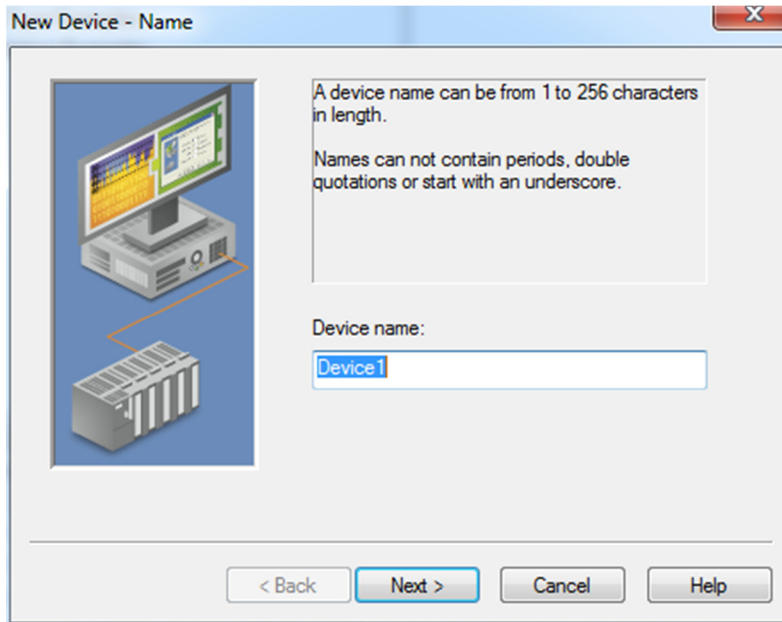 New Device - Name
A device name can be from 1 to 256 characters
in length.
Names can not contain periods, double
quotations or start with an underscore.
Device name:
Device1
< Back
Next >
Cancel
Help